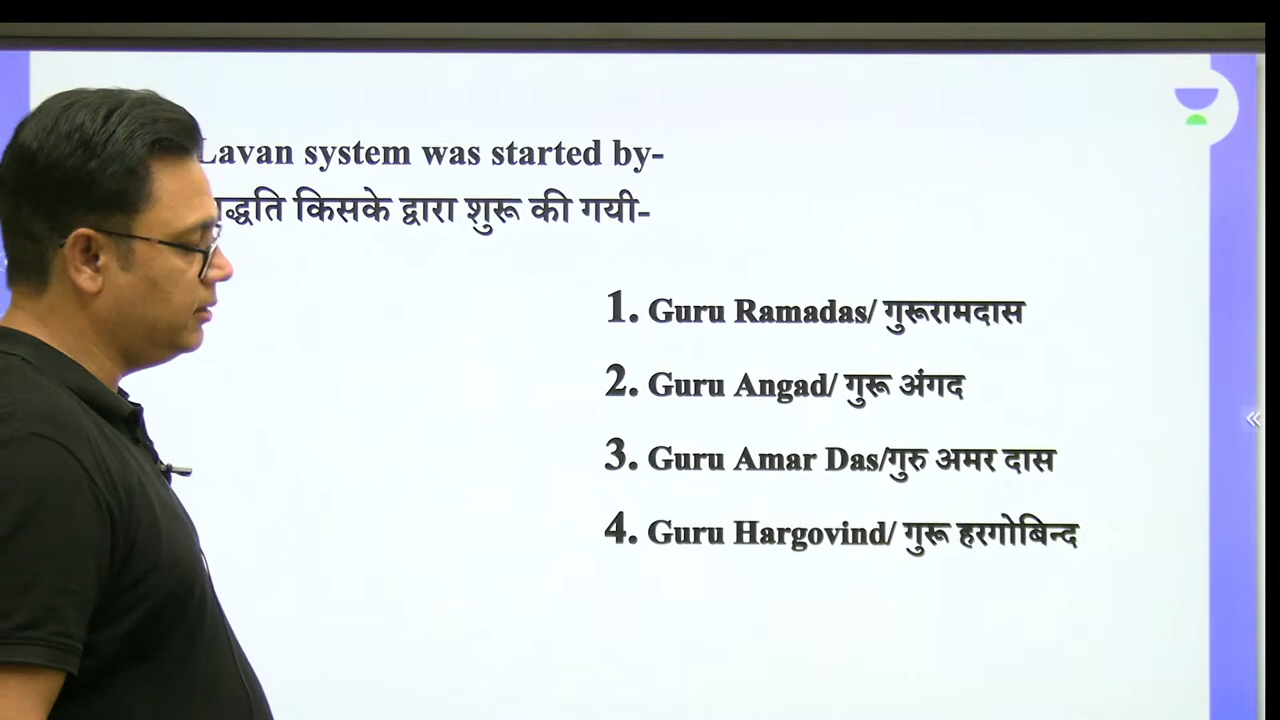 Lavan system was started by-
किसके द्वारा शुरू की गयी-
1. Guru Ramadas/ गुरूरामदास
2. Guru Angad/ गुरू अंगद
3. Guru Amar Das/गुरु अमर दास
4. Guru Hargovind/ गुरू हरगोबिन्द
«